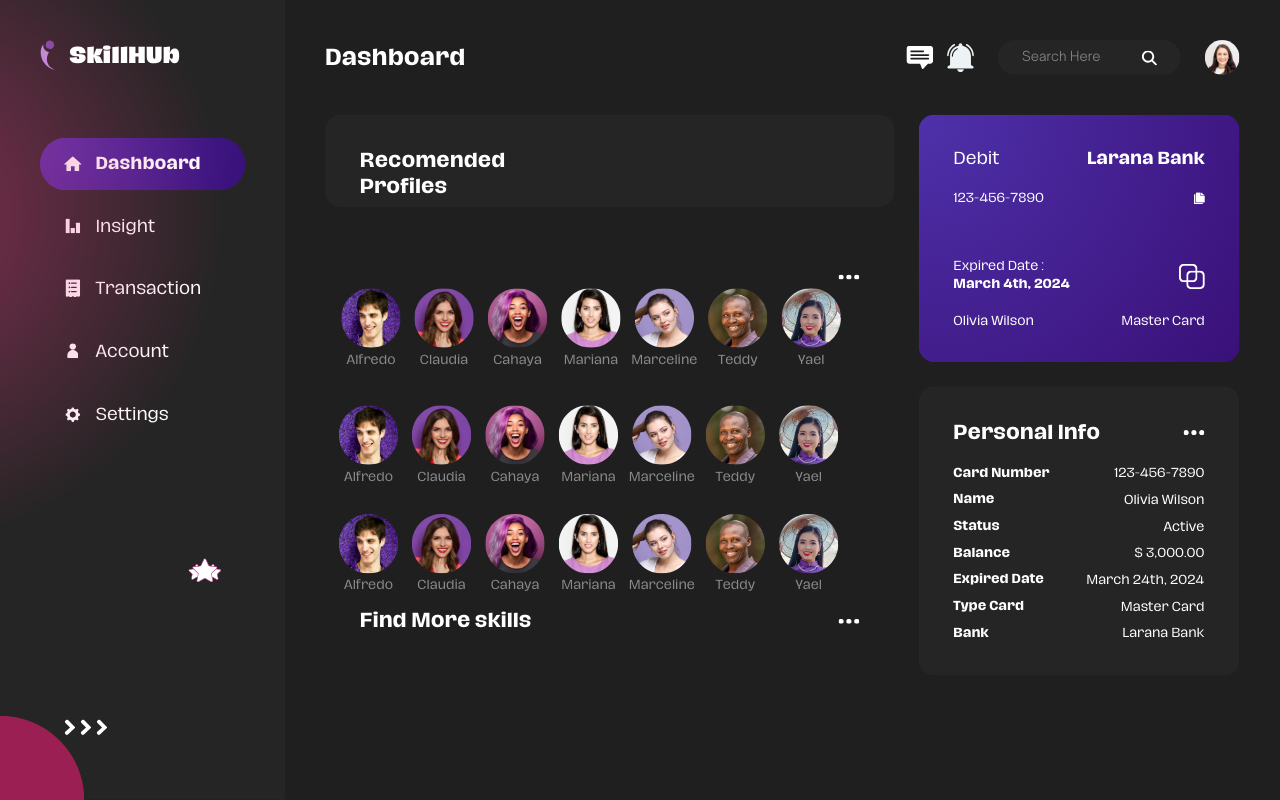 SkillHUb
Dashboard
Insight
Transaction
Account
Settings
Dashboard
Search Here
Recomended
Profiles
Alfredo Claudia Cahaya Mariana Marceline Teddy Yael
Alfredo Claudia Cahaya Mariana Marceline Teddy Yael
Alfredo Claudia Cahaya Mariana Marceline Teddy Yael
Find More skills
Debit Larana Bank
123-456-7890
Expired Date :
March 4th, 2024
Olivia Wilson Master Card
Personal Info
Card Number 123-456-7890
Name Olivia Wilson
Status Active
Balance $ 3,000.00
Expired Date March 24th, 2024
Type Card Master Card
Bank Larana Bank